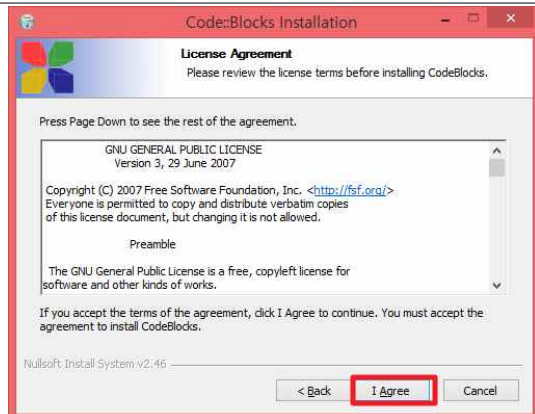 Code::Blocks Installation
License Agreement
Please review the license terms before installing CodeBlocks.
Press Page Down to see the rest of the agreement.
GNU GENERAL PUBLIC LICENSE
Version 3, 29 June 2007
Copyright (C) 2007 Free Software Foundation, Inc. <http://fsf.org/>
Everyone is permitted to copy and distribute verbatim copies
of this license document, but changing it is not allowed.
Preamble
The GNU General Public License is a free, copyleft license for
software and other kinds of works.
If you accept the terms of the agreement, click I Agree to continue. You must accept the
agreement to install CodeBlocks.
Nullsoft Install System v2.46
< Back I Agree Cancel